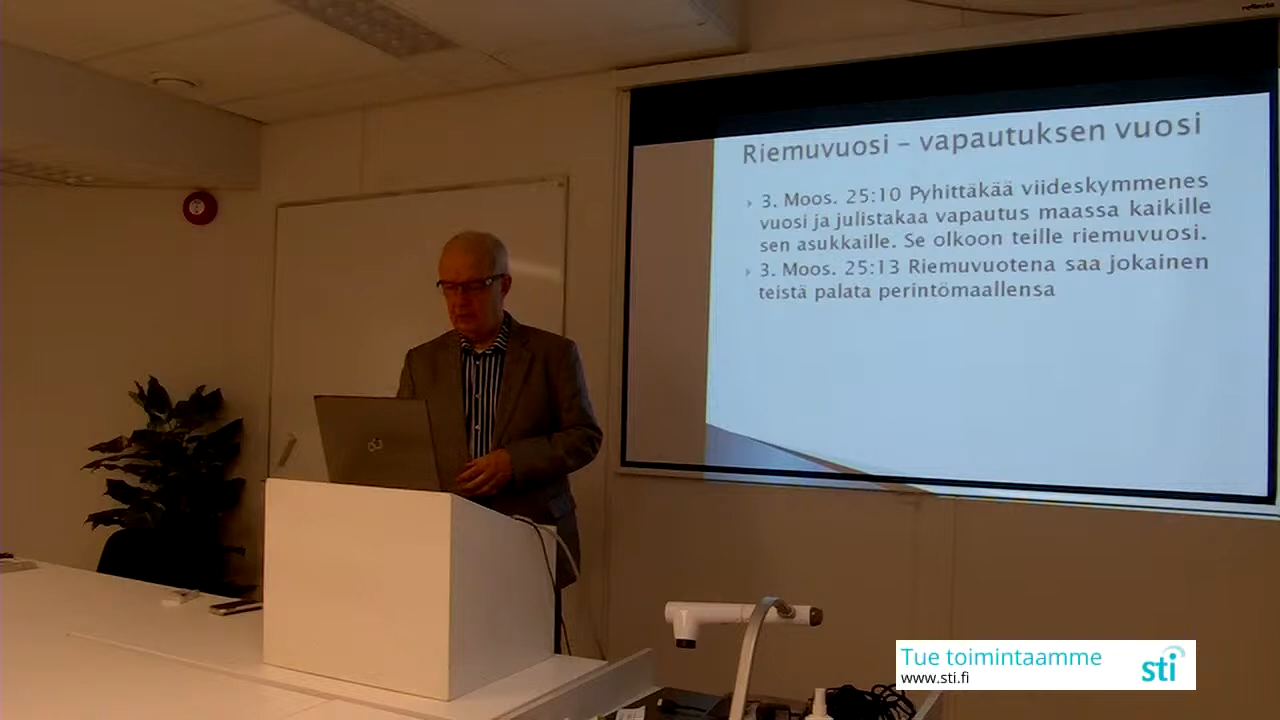 reflecta
Riemuvuosi – vapautuksen vuosi
3. Moos. 25:10 Pyhittäkää viideskymmenes
vuosi ja julistakaa vapautus maassa kaikille
sen asukkaille. Se olkoon teille riemuvuosi.
3. Moos. 25:13 Riemuvuotena saa jokainen
teistä palata perintömaallensa
Tue toimintaamme
www.sti.fi
sti